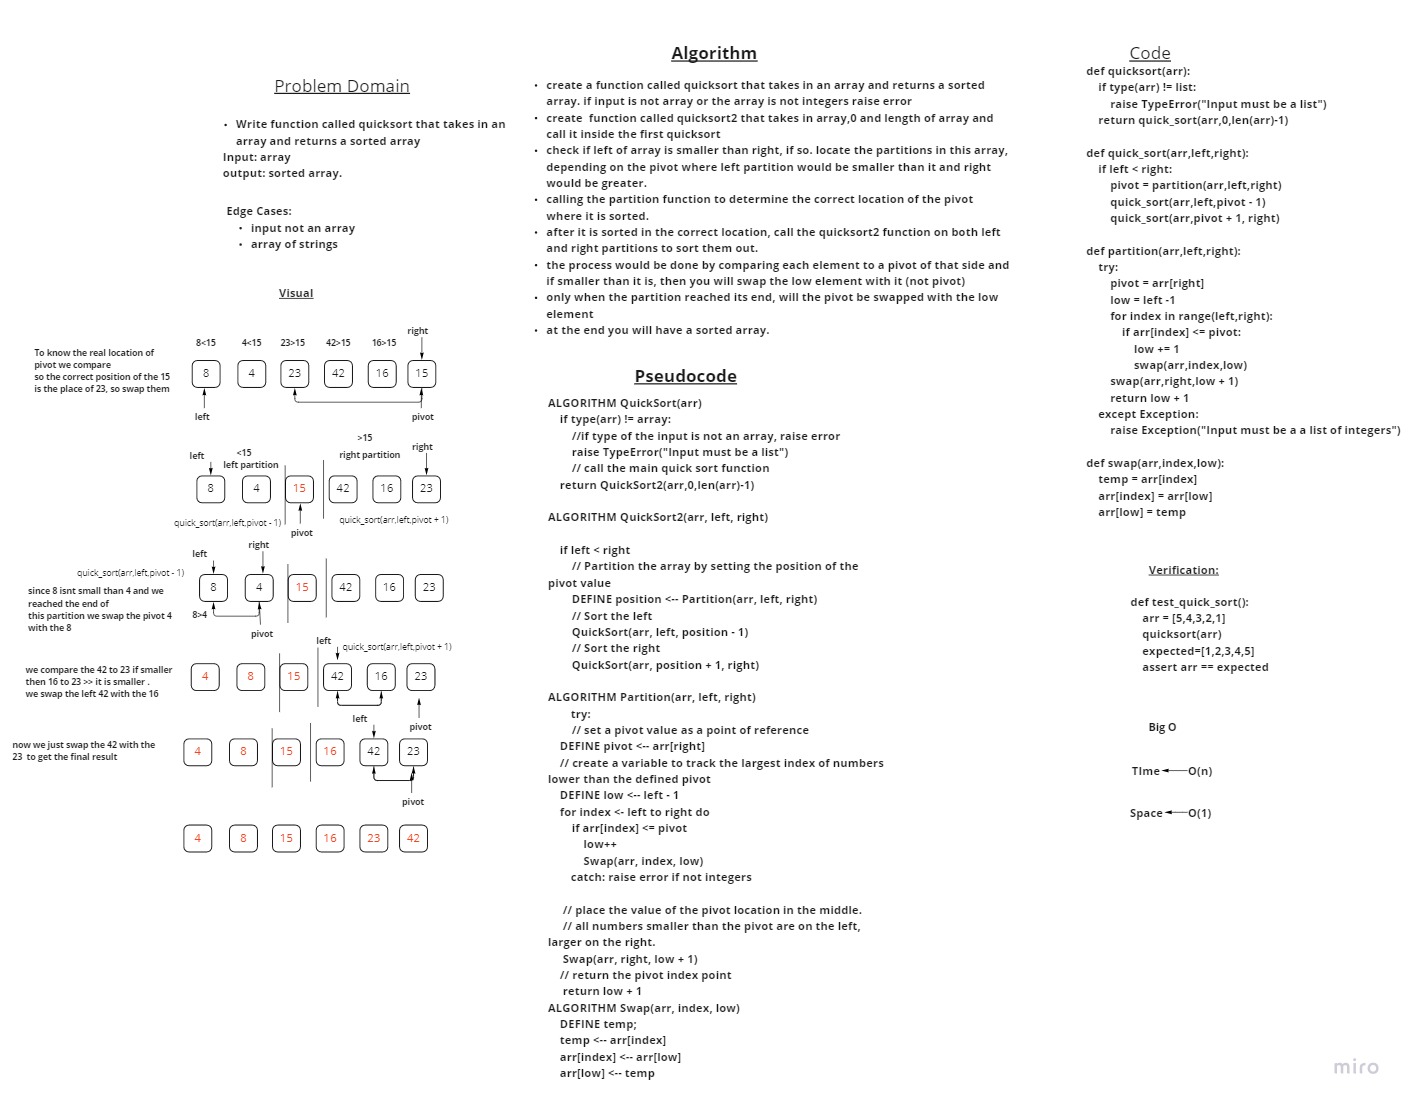 Problem Domain
• Write function called quicksort that takes in an
array and returns a sorted array
Input: array
output: sorted array.
Edge Cases:
• input not an array
• array of strings
Visual
right
8<15 4<15 23>15 42>15 16>15
To know the real location of
pivot we compare
so the correct position of the 15
is the place of 23, so swap them
8 4 23 42 16 15
left pivot
>15
left <15 right partition right
left partition
8 4 15 42 16 23
quick_sort(arr,left,pivot - 1) quick_sort(arr,left,pivot + 1)
pivot
left right
quick_sort(arr,left,pivot - 1)
since 8 isnt small than 4 and we
reached the end of
this partition we swap the pivot 4
with the 8
8 4 15 42 16 23
8>4
pivot
left quick_sort(arr,left,pivot + 1)
we compare the 42 to 23 if smaller
then 16 to 23 >> it is smaller .
we swap the left 42 with the 16
4 8 15 42 16 23
left pivot
now we just swap the 42 with the
23 to get the final result
4 8 15 16 42 23
pivot
4 8 15 16 23 42
Algorithm
• create a function called quicksort that takes in an array and returns a sorted
array. if input is not array or the array is not integers raise error
• create function called quicksort2 that takes in array,0 and length of array and
call it inside the first quicksort
• check if left of array is smaller than right, if so. locate the partitions in this array,
depending on the pivot where left partition would be smaller than it and right
would be greater.
• calling the partition function to determine the correct location of the pivot
where it is sorted.
• after it is sorted in the correct location, call the quicksort2 function on both left
and right partitions to sort them out.
• the process would be done by comparing each element to a pivot of that side and
if smaller than it is, then you will swap the low element with it (not pivot)
• only when the partition reached its end, will the pivot be swapped with the low
element
• at the end you will have a sorted array.
Pseudocode
ALGORITHM QuickSort(arr)
if type(arr) != array:
//if type of the input is not an array, raise error
raise TypeError("Input must be a list")
// call the main quick sort function
return QuickSort2(arr,0,len(arr)-1)
ALGORITHM QuickSort2(arr, left, right)
if left < right
// Partition the array by setting the position of the
pivot value
DEFINE position <-- Partition(arr, left, right)
// Sort the left
QuickSort(arr, left, position - 1)
// Sort the right
QuickSort(arr, position + 1, right)
ALGORITHM Partition(arr, left, right)
try:
// set a pivot value as a point of reference
DEFINE pivot <-- arr[right]
// create a variable to track the largest index of numbers
lower than the defined pivot
DEFINE low <-- left - 1
for index <- left to right do
if arr[index] <= pivot
low++
Swap(arr, index, low)
catch: raise error if not integers
// place the value of the pivot location in the middle.
// all numbers smaller than the pivot are on the left,
larger on the right.
Swap(arr, right, low + 1)
// return the pivot index point
return low + 1
ALGORITHM Swap(arr, index, low)
DEFINE temp;
temp <-- arr[index]
arr[index] <-- arr[low]
arr[low] <-- temp
Code
def quicksort(arr):
if type(arr) != list:
raise TypeError("Input must be a list")
return quick_sort(arr,0,len(arr)-1)
def quick_sort(arr,left,right):
if left < right:
pivot = partition(arr,left,right)
quick_sort(arr,left,pivot - 1)
quick_sort(arr,pivot + 1, right)
def partition(arr,left,right):
try:
pivot = arr[right]
low = left -1
for index in range(left,right):
if arr[index] <= pivot:
low += 1
swap(arr,index,low)
swap(arr,right,low + 1)
return low + 1
except Exception:
raise Exception("Input must be a a list of integers")
def swap(arr,index,low):
temp = arr[index]
arr[index] = arr[low]
arr[low] = temp
Verification:
def test_quick_sort():
arr = [5,4,3,2,1]
quicksort(arr)
expected=[1,2,3,4,5]
assert arr == expected
Big O
TIme O(n)
Space O(1)
miro